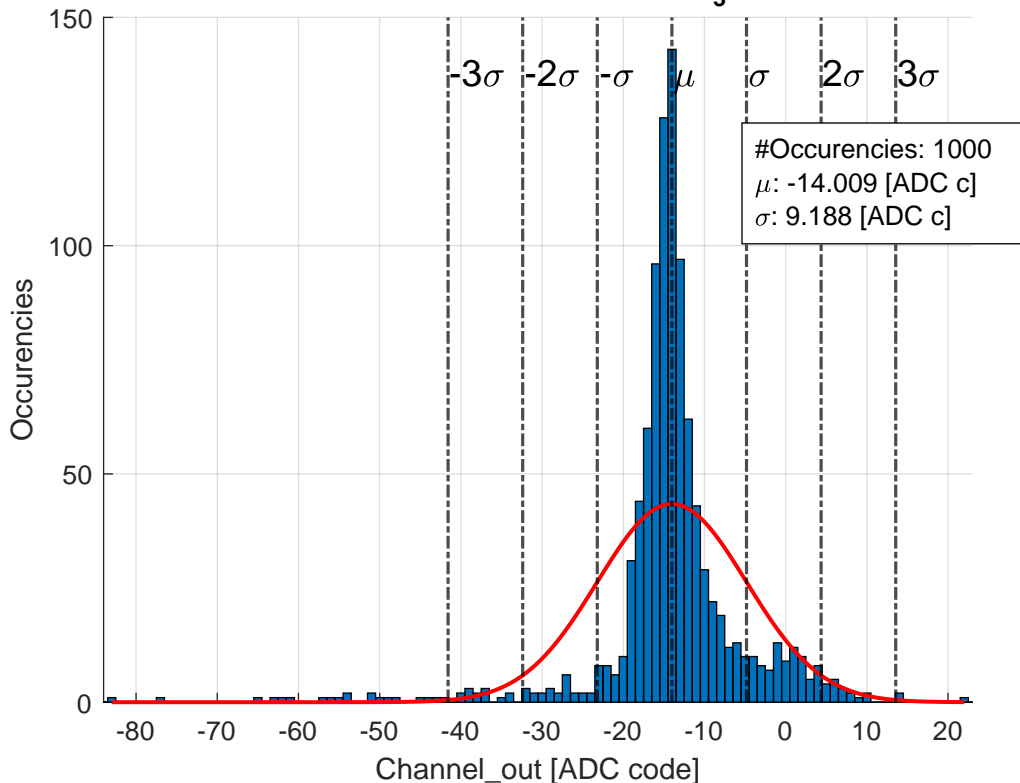 150
-3σ -2σ -σ μ σ 2σ 3σ
#Occurencies: 1000
μ: -14.009 [ADC c]
σ: 9.188 [ADC c]
100
Occurencies
50
0
-80 -70 -60 -50 -40 -30 -20 -10 0 10 20
Channel_out [ADC code]